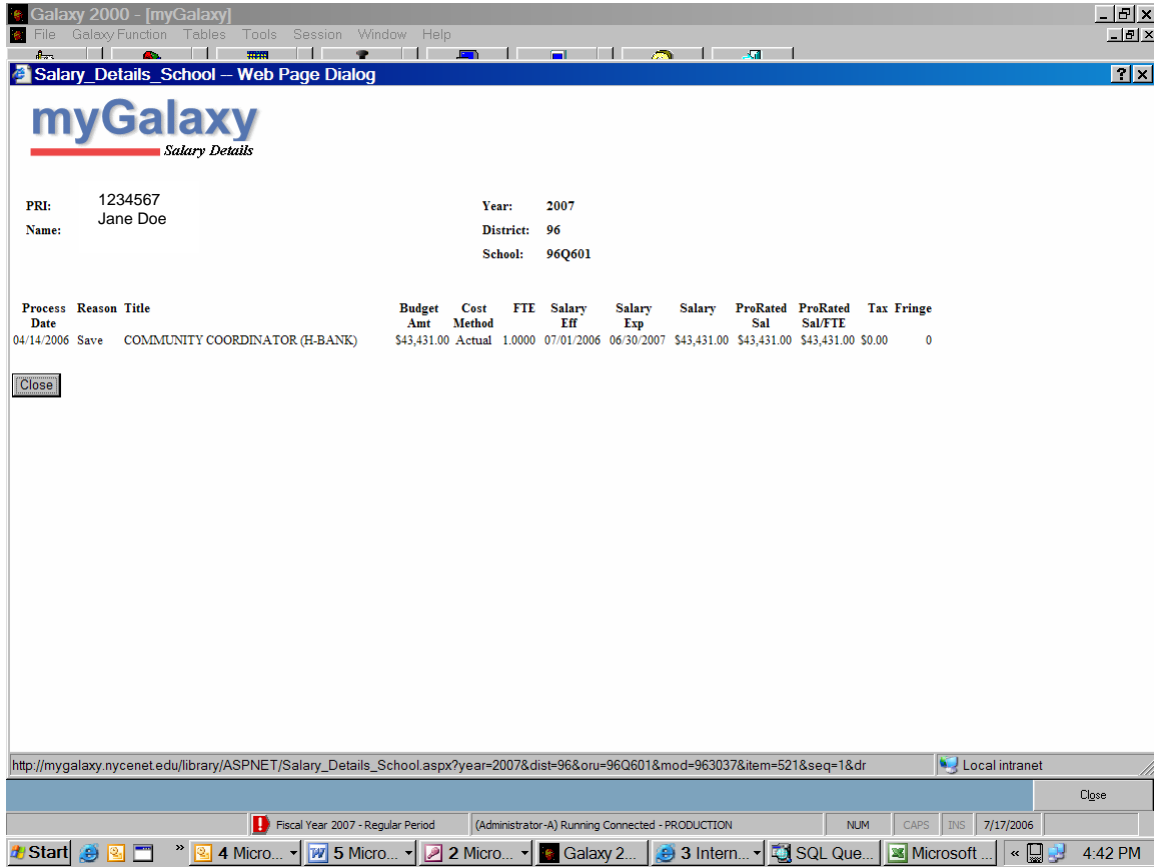 Galaxy 2000 - [myGalaxy]
File Galaxy Function Tables Tools Session Window Help
Salary_Details_School -- Web Page Dialog
myGalaxy
Salary Details
PRI: 1234567 Year: 2007
Name: Jane Doe District: 96
School: 96Q601
Process Reason Title Budget Cost FTE Salary Salary Salary ProRated ProRated Tax Fringe
Date Amt Method Eff Exp Sal Sal/FTE
04/14/2006 Save COMMUNITY COORDINATOR (H-BANK) $43,431.00 Actual 1.0000 07/01/2006 06/30/2007 $43,431.00 $43,431.00 $43,431.00 $0.00 0
Close
http://mygalaxy.nycenet.edu/library/ASPNET/Salary_Details_School.aspx?year=2007&dist=96&oru=96Q601&mod=963037&item=521&seq=1&dr Local intranet
Close
Fiscal Year 2007 - Regular Period (Administrator-A) Running Connected - PRODUCTION NUM CAPS INS 7/17/2006
Start » 4 Micro... 5 Micro... 2 Micro... Galaxy 2... 3 Intern... SQL Que... Microsoft ... « 4:42 PM